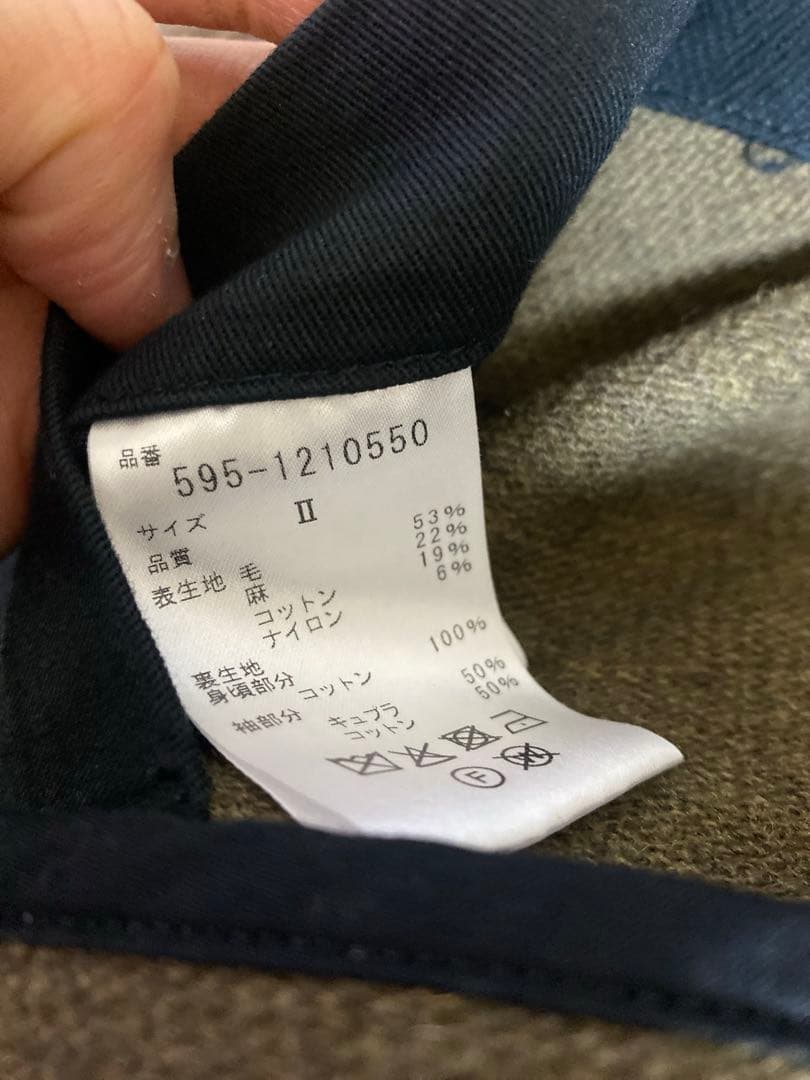 品番
595-1210550
サイズ Ⅱ
品質
表生地 毛 53%
麻 22%
コットン 19%
ナイロン 6%
裏生地
身頃部分 コットン 100%
袖部分 キュプラ 50%
コットン 50%
F W